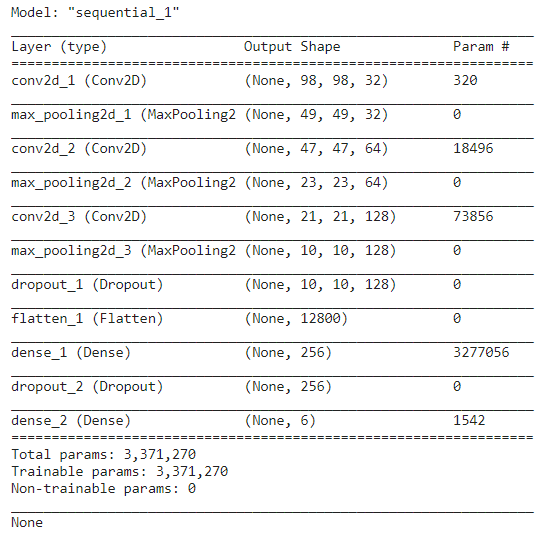 Model: "sequential_1"
Layer (type) Output Shape Param #
conv2d_1 (Conv2D) (None, 98, 98, 32) 320
max_pooling2d_1 (MaxPooling2 (None, 49, 49, 32) 0
conv2d_2 (Conv2D) (None, 47, 47, 64) 18496
max_pooling2d_2 (MaxPooling2 (None, 23, 23, 64) 0
conv2d_3 (Conv2D) (None, 21, 21, 128) 73856
max_pooling2d_3 (MaxPooling2 (None, 10, 10, 128) 0
dropout_1 (Dropout) (None, 10, 10, 128) 0
flatten_1 (Flatten) (None, 12800) 0
dense_1 (Dense) (None, 256) 3277056
dropout_2 (Dropout) (None, 256) 0
dense_2 (Dense) (None, 6) 1542
Total params: 3,371,270
Trainable params: 3,371,270
Non-trainable params: 0
None